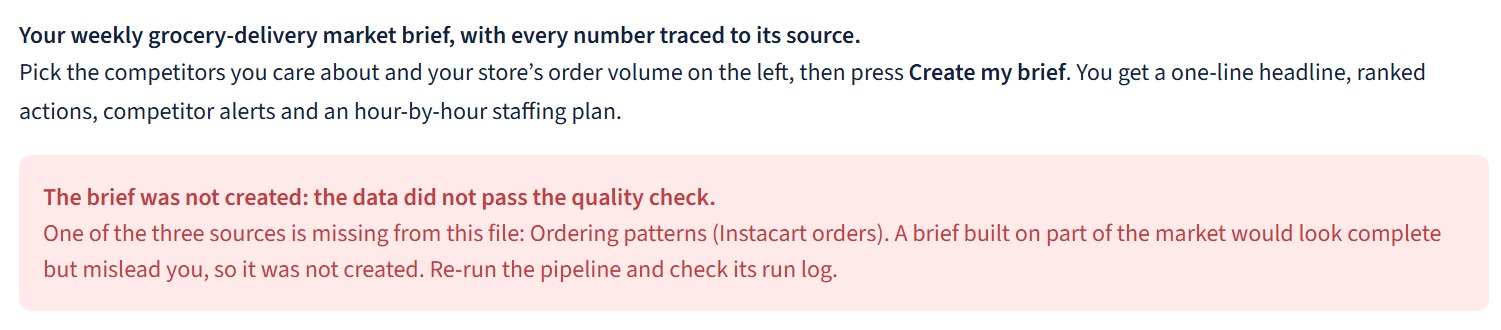 Your weekly grocery-delivery market brief, with every number traced to its source.
Pick the competitors you care about and your store’s order volume on the left, then press Create my brief. You get a one-line headline, ranked
actions, competitor alerts and an hour-by-hour staffing plan.
The brief was not created: the data did not pass the quality check.
One of the three sources is missing from this file: Ordering patterns (Instacart orders). A brief built on part of the market would look complete
but mislead you, so it was not created. Re-run the pipeline and check its run log.